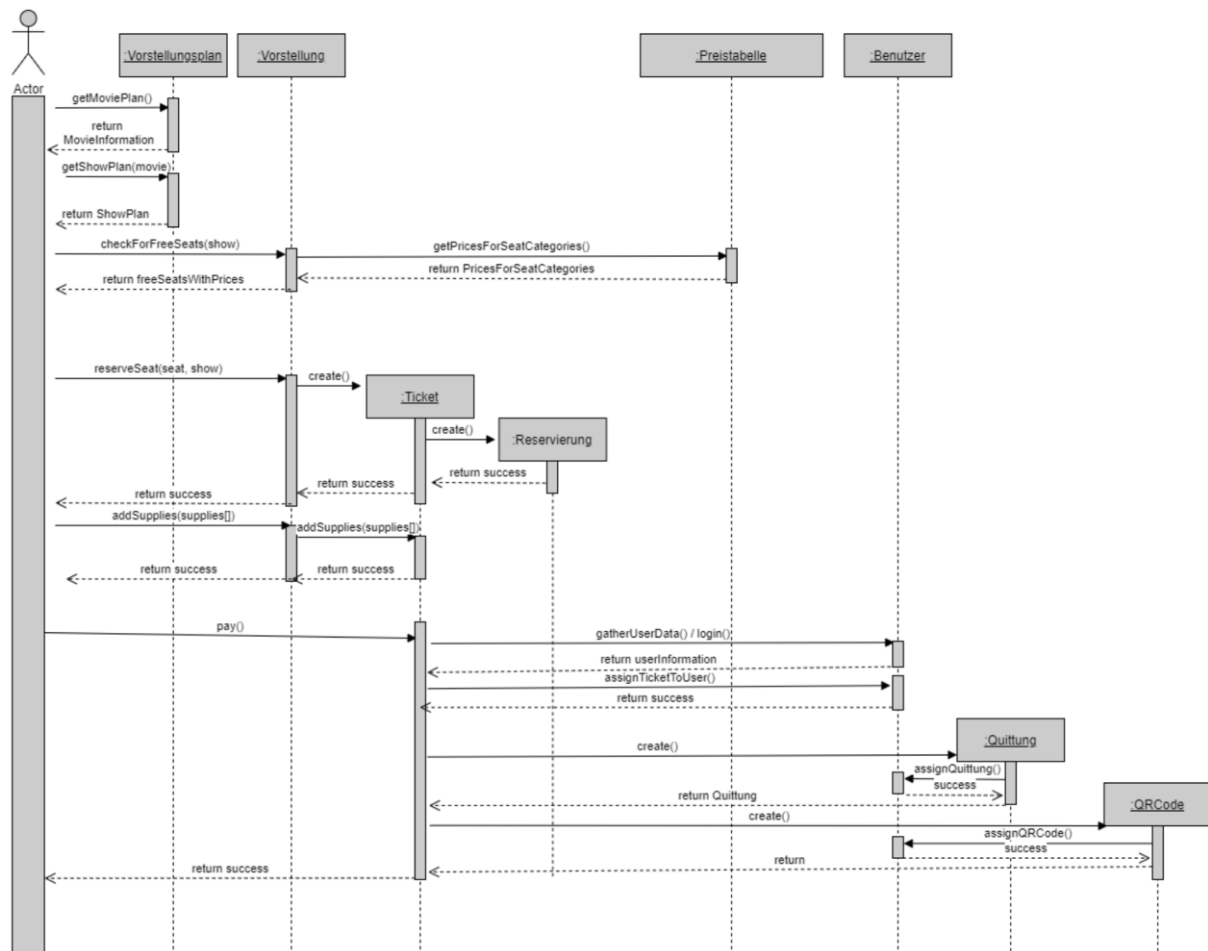 :Vorstellungsplan
:Vorstellung
:Preistabelle
:Benutzer
Actor
getMoviePlan()
return
MovieInformation
getShowPlan(movie)
return ShowPlan
checkForFreeSeats(show)
getPricesForSeatCategories()
return PricesForSeatCategories
return freeSeatsWithPrices
reserveSeat(seat, show)
create()
:Ticket
create()
:Reservierung
return success
return success
return success
addSupplies(supplies[])
addSupplies(supplies[])
return success
return success
pay()
gatherUserData() / login()
return userInformation
assignTicketToUser()
return success
create()
:Quittung
assignQuittung()
success
return Quittung
create()
:QRCode
assignQRCode()
success
return
return success